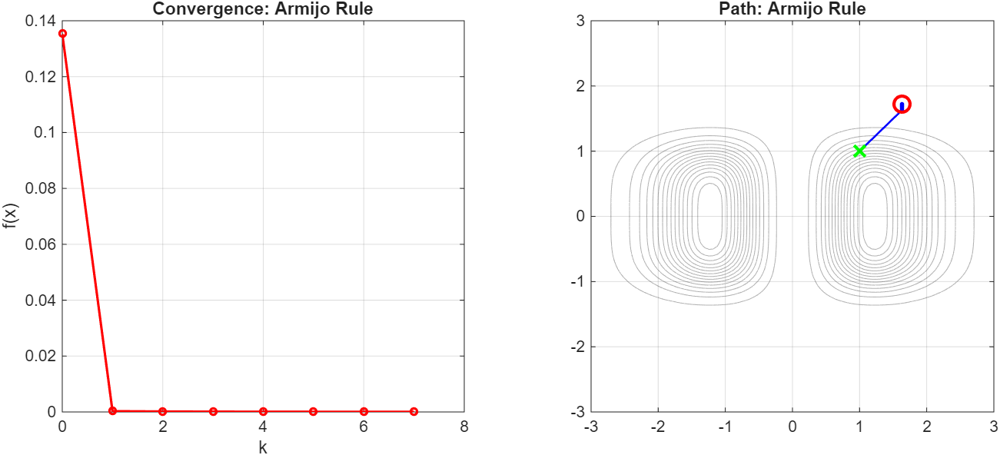 Convergence: Armijo Rule
0.14
0.12
0.1
0.08
0.06
0.04
0.02
0
0 2 4 6 8
k
f(x)
Path: Armijo Rule
3
2
1
0
-1
-2
-3
-3 -2 -1 0 1 2 3